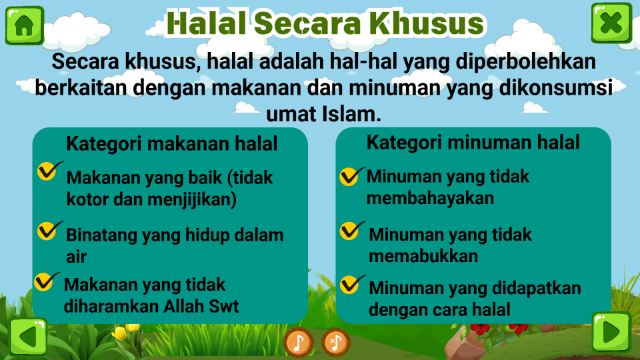 Halal Secara Khusus
Secara khusus, halal adalah hal-hal yang diperbolehkan
berkaitan dengan makanan dan minuman yang dikonsumsi
umat Islam.
Kategori makanan halal
Makanan yang baik (tidak
kotor dan menjijikan)
Binatang yang hidup dalam
air
Makanan yang tidak
diharamkan Allah Swt
Kategori minuman halal
Minuman yang tidak
membahayakan
Minuman yang tidak
memabukkan
Minuman yang didapatkan
dengan cara halal